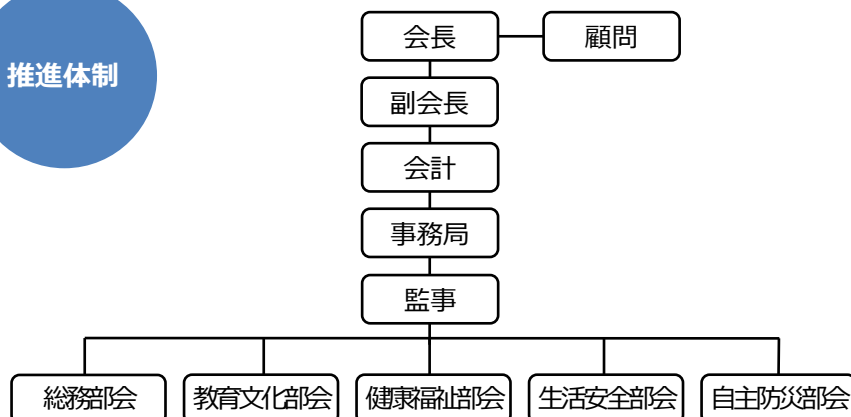 推進体制
会長
顧問
副会長
会計
事務局
監事
総務部会
教育文化部会
健康福祉部会
生活安全部会
自主防災部会